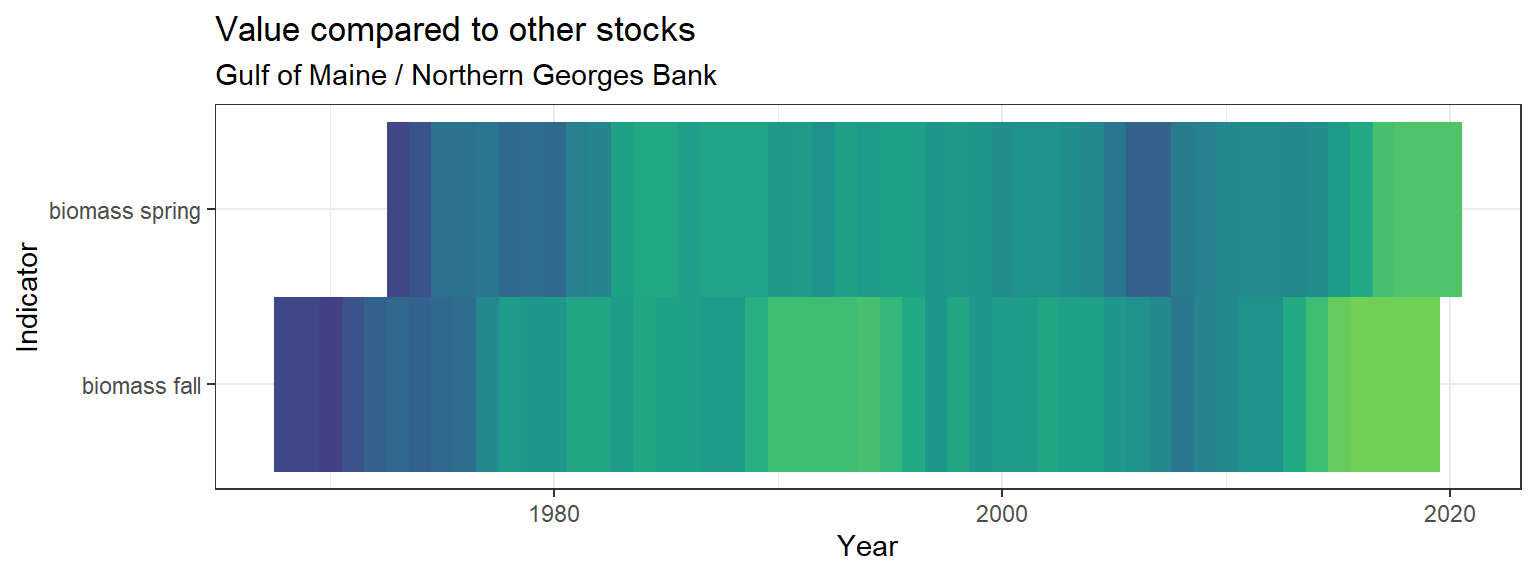 Value compared to other stocks
Gulf of Maine / Northern Georges Bank
Indicator
biomass spring
biomass fall
1980
2000
2020
Year